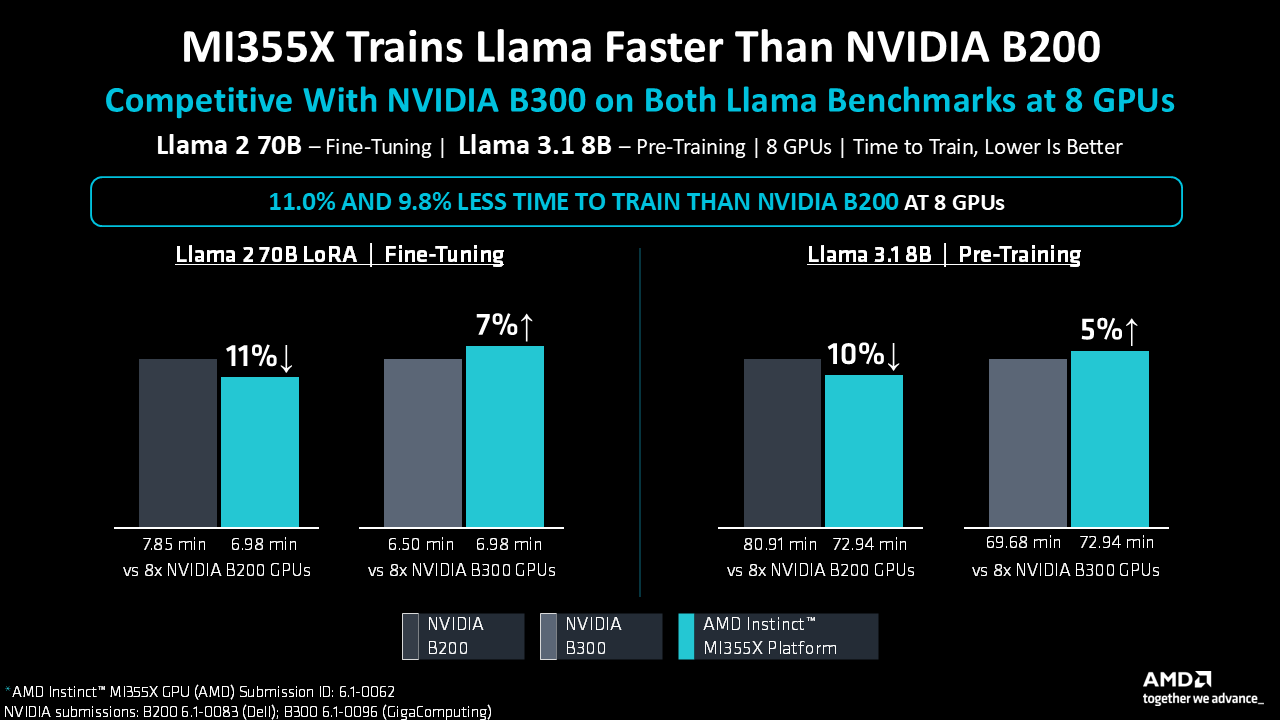 MI355X Trains Llama Faster Than NVIDIA B200
Competitive With NVIDIA B300 on Both Llama Benchmarks at 8 GPUs
Llama 2 70B – Fine-Tuning | Llama 3.1 8B – Pre-Training | 8 GPUs | Time to Train, Lower Is Better
11.0% AND 9.8% LESS TIME TO TRAIN THAN NVIDIA B200 AT 8 GPUs
Llama 2 70B LoRA | Fine-Tuning
11%↓
7%↑
7.85 min 6.98 min
vs 8x NVIDIA B200 GPUs
6.50 min 6.98 min
vs 8x NVIDIA B300 GPUs
Llama 3.1 8B | Pre-Training
10%↓
5%↑
80.91 min 72.94 min
vs 8x NVIDIA B200 GPUs
69.68 min 72.94 min
vs 8x NVIDIA B300 GPUs
NVIDIA
B200
NVIDIA
B300
AMD Instinct™
MI355X Platform
*AMD Instinct™ MI355X GPU (AMD) Submission ID: 6.1-0062
NVIDIA submissions: B200 6.1-0083 (Dell); B300 6.1-0096 (GigaComputing)
AMD
together we advance_